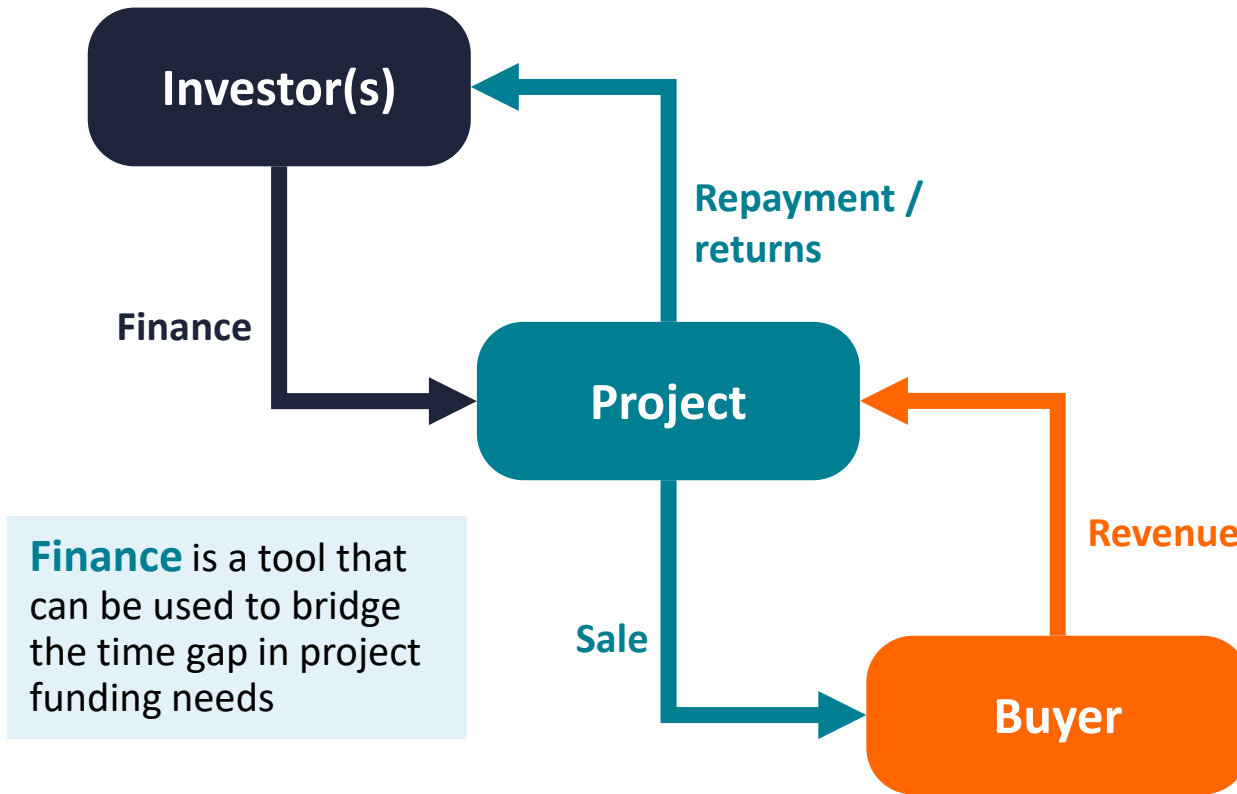 Investor(s)
Repayment /
returns
Finance
Project
Revenue
Finance is a tool that
can be used to bridge
the time gap in project
funding needs
Sale
Buyer